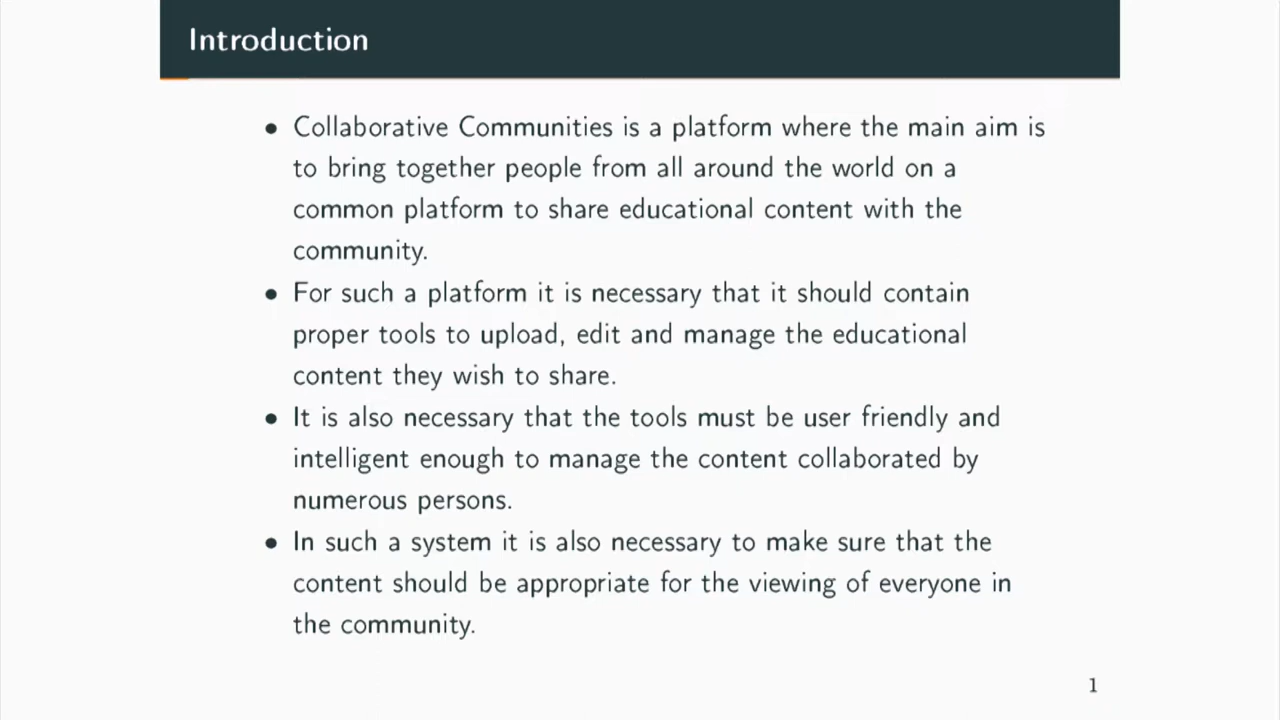 Introduction
• Collaborative Communities is a platform where the main aim is
to bring together people from all around the world on a
common platform to share educational content with the
community.
• For such a platform it is necessary that it should contain
proper tools to upload, edit and manage the educational
content they wish to share.
• It is also necessary that the tools must be user friendly and
intelligent enough to manage the content collaborated by
numerous persons.
• In such a system it is also necessary to make sure that the
content should be appropriate for the viewing of everyone in
the community.
1